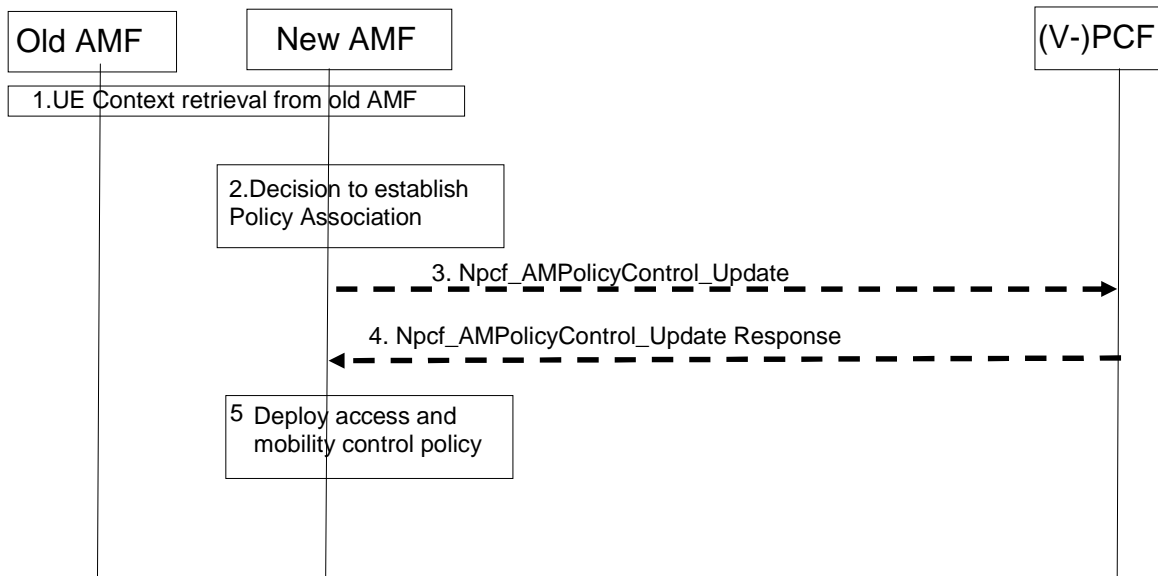 Old AMF
New AMF
(V-)PCF
1.UE Context retrieval from old AMF
2.Decision to establish
Policy Association
3. Npcf_AMPolicyControl_Update
4. Npcf_AMPolicyControl_Update Response
5 Deploy access and
mobility control policy